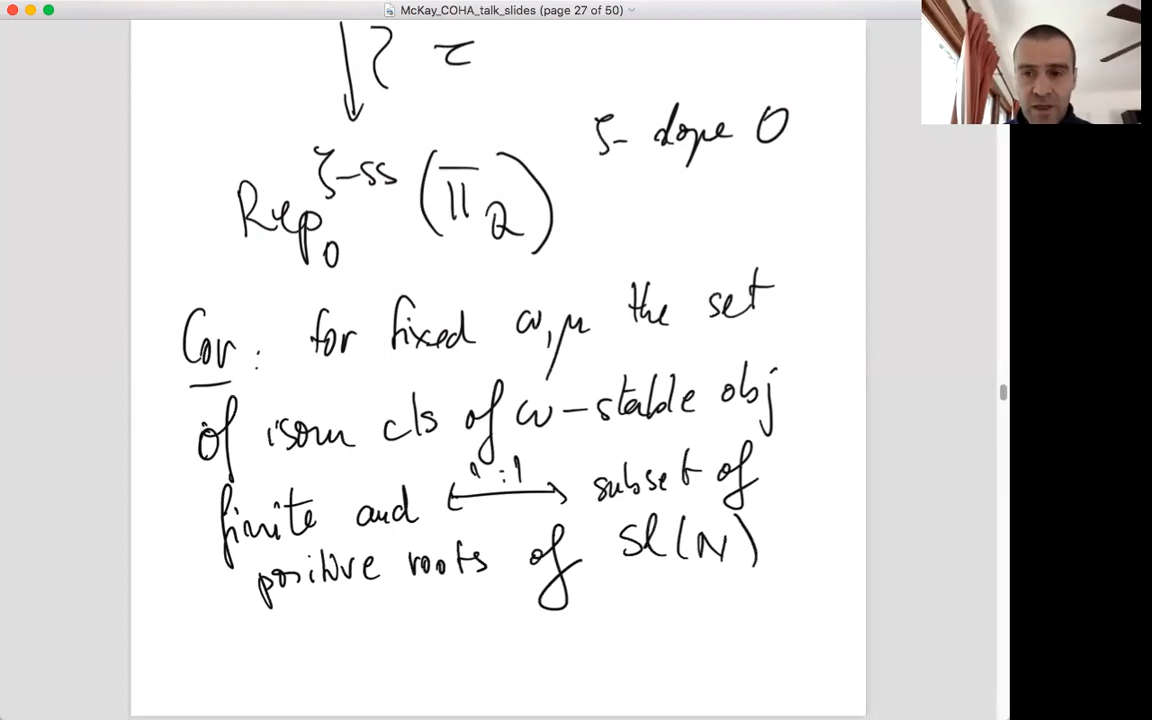 McKay_COHA_talk_slides (page 27 of 50)
≀ τ
ζ-slope 0
Rep₀^{ζ-ss} (Π_Q)
Cor: for fixed ω, μ the set
of isom cls of ω-stable obj
finite and ⟷ 1:1 subset of
positive roots of sl(N)